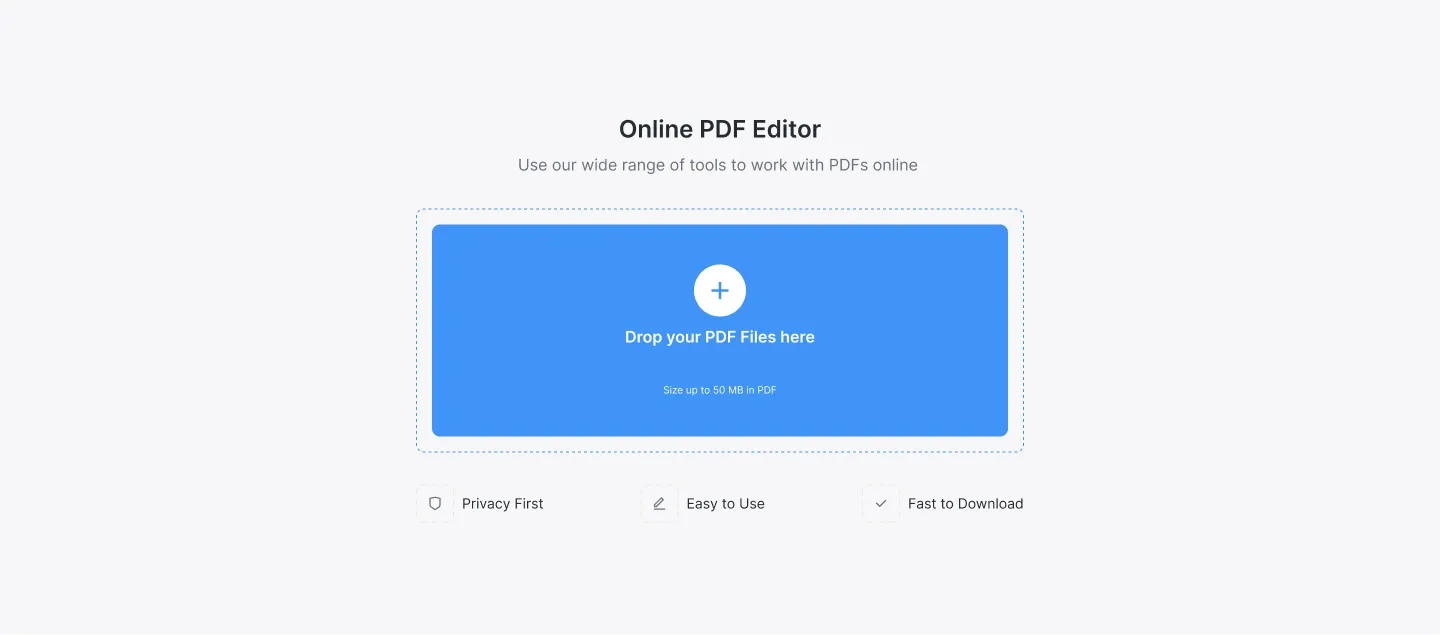 Online PDF Editor
Use our wide range of tools to work with PDFs online
Drop your PDF Files here
Size up to 50 MB in PDF
Privacy First
Easy to Use
Fast to Download